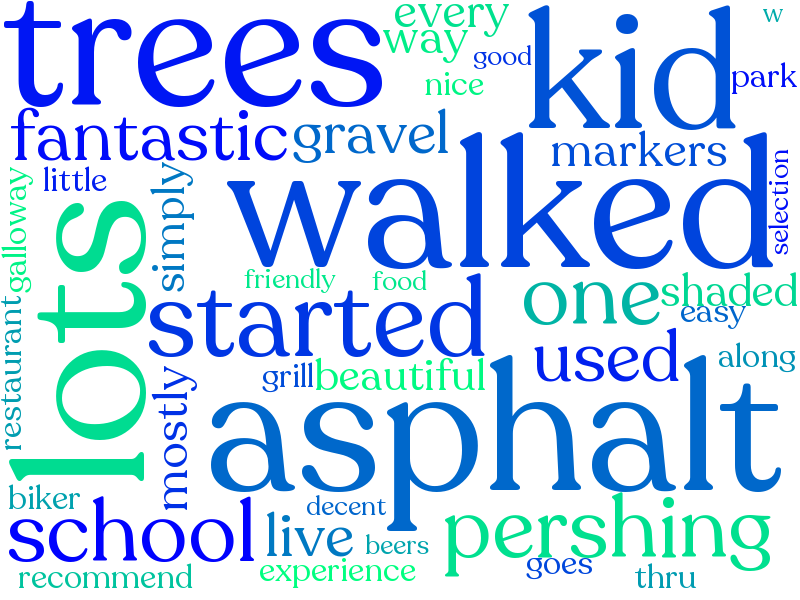 trees
every
way
good
nice
kid
w
park
fantastic
gravel
markers
little
galloway
simply
walked
selection
lots
friendly
food
started
one
shaded
easy
restaurant
used
along
grill
beautiful
mostly
asphalt
biker
school
decent
live
beers
pershing
recommend
experience
goes
thru